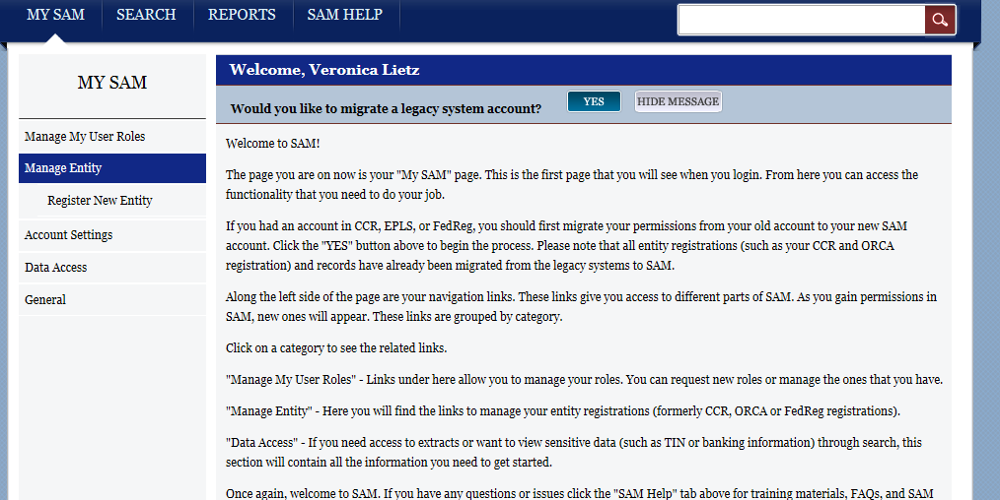 MY SAM SEARCH REPORTS SAM HELP
MY SAM
Manage My User Roles
Manage Entity
Register New Entity
Account Settings
Data Access
General
Welcome, Veronica Lietz
Would you like to migrate a legacy system account? YES HIDE MESSAGE
Welcome to SAM!
The page you are on now is your "My SAM" page. This is the first page that you will see when you login. From here you can access the
functionality that you need to do your job.
If you had an account in CCR, EPLS, or FedReg, you should first migrate your permissions from your old account to your new SAM
account. Click the "YES" button above to begin the process. Please note that all entity registrations (such as your CCR and ORCA
registration) and records have already been migrated from the legacy systems to SAM.
Along the left side of the page are your navigation links. These links give you access to different parts of SAM. As you gain permissions in
SAM, new ones will appear. These links are grouped by category.
Click on a category to see the related links.
"Manage My User Roles" - Links under here allow you to manage your roles. You can request new roles or manage the ones that you have.
"Manage Entity" - Here you will find the links to manage your entity registrations (formerly CCR, ORCA or FedReg registrations).
"Data Access" - If you need access to extracts or want to view sensitive data (such as TIN or banking information) through search, this
section will contain all the information you need to get started.
Once again, welcome to SAM. If you have any questions or issues click the "SAM Help" tab above for training materials, FAQs, and SAM